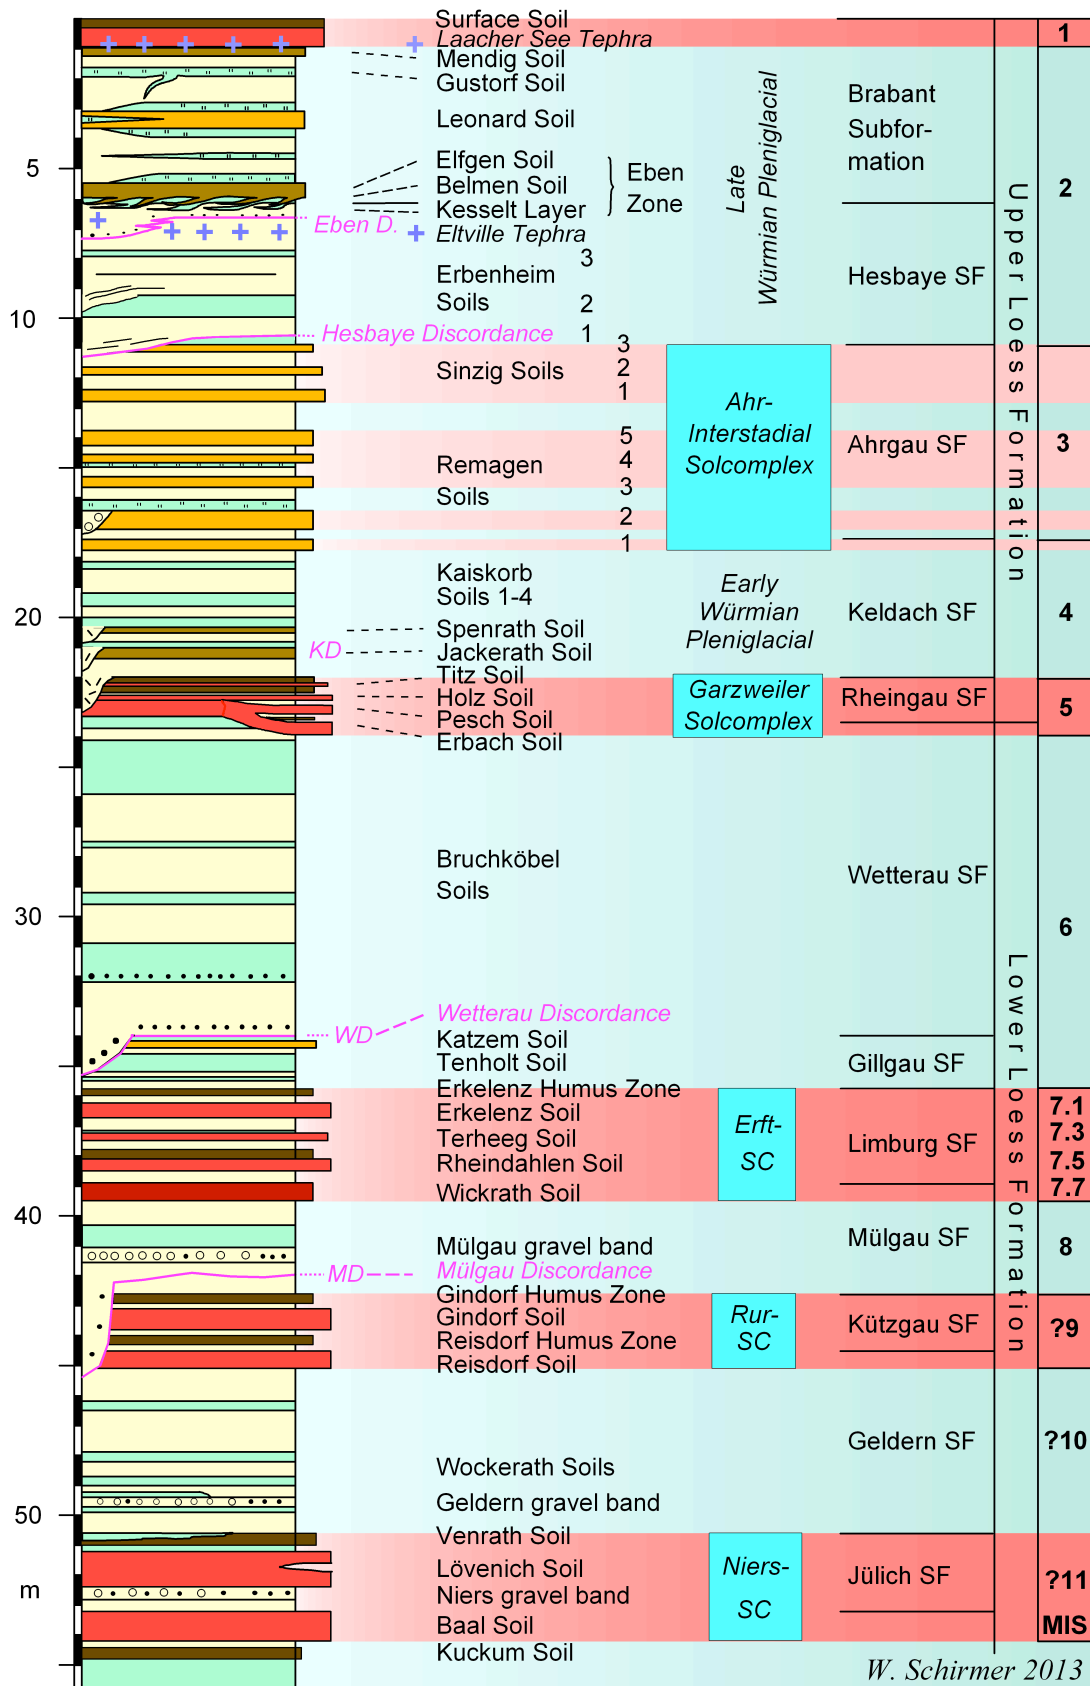 Surface Soil
1
Laacher See Tephra
Mendig Soil
Gustorf Soil
Brabant
Subfor-
mation
Leonard Soil
Late
Würmian Pleniglacial
5
Elfgen Soil
Belmen Soil
Kesselt Layer
Eben
Zone
2
Eben D.
Eltville Tephra
Upper Loess Formation
Erbenheim
Soils
3
2
1
Hesbaye SF
10
Hesbaye Discordance
Sinzig Soils
3
2
1
Ahr-
Interstadial
Solcomplex
Ahrgau SF
3
Remagen
Soils
5
4
3
2
1
Kaiskorb
Soils 1-4
Early
Würmian
Pleniglacial
Keldach SF
4
20
Spenrath Soil
KD
Jackerath Soil
Titz Soil
Holz Soil
Pesch Soil
Erbach Soil
Garzweiler
Solcomplex
Rheingau SF
5
Bruchköbel
Soils
Wetterau SF
6
30
Lower Loess Formation
Wetterau Discordance
WD
Katzem Soil
Tenholt Soil
Gillgau SF
Erkelenz Humus Zone
Erkelenz Soil
Terheeg Soil
Rheindahlen Soil
Wickrath Soil
Erft-
SC
Limburg SF
7.1
7.3
7.5
7.7
40
Mülgau gravel band
Mülgau SF
8
MD
Mülgau Discordance
Gindorf Humus Zone
Gindorf Soil
Reisdorf Humus Zone
Reisdorf Soil
Rur-
SC
Kützgau SF
?9
Wockerath Soils
Geldern gravel band
Geldern SF
?10
50
Venrath Soil
Lövenich Soil
Niers gravel band
Baal Soil
Niers-
SC
Jülich SF
?11
MIS
m
Kuckum Soil
W. Schirmer 2013